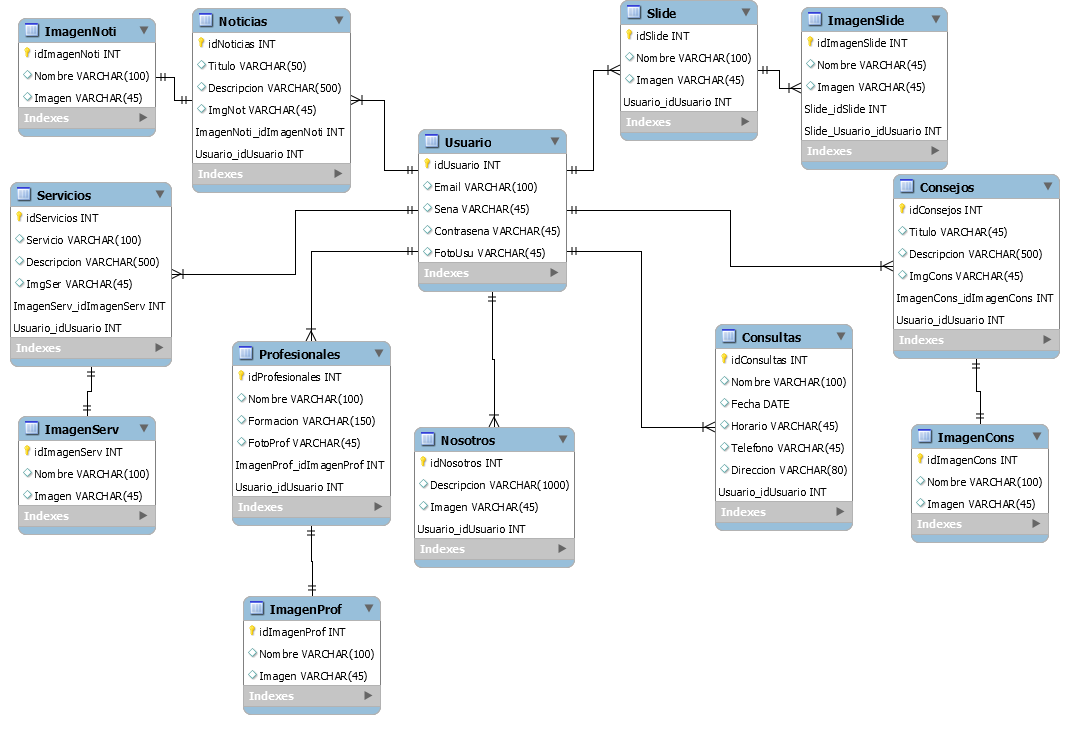 ImagenNoti
idImagenNoti INT
Nombre VARCHAR(100)
Imagen VARCHAR(45)
Indexes
Noticias
idNoticias INT
Titulo VARCHAR(50)
Descripcion VARCHAR(500)
ImgNot VARCHAR(45)
ImagenNoti_idImagenNoti INT
Usuario_idUsuario INT
Indexes
Slide
idSlide INT
Nombre VARCHAR(100)
Imagen VARCHAR(45)
Usuario_idUsuario INT
Indexes
ImagenSlide
idImagenSlide INT
Nombre VARCHAR(45)
Imagen VARCHAR(45)
Slide_idSlide INT
Slide_Usuario_idUsuario INT
Indexes
Usuario
idUsuario INT
Email VARCHAR(100)
Sena VARCHAR(45)
Contrasena VARCHAR(45)
FotoUsu VARCHAR(45)
Indexes
Servicios
idServicios INT
Servicio VARCHAR(100)
Descripcion VARCHAR(500)
ImgSer VARCHAR(45)
ImagenServ_idImagenServ INT
Usuario_idUsuario INT
Indexes
Consejos
idConsejos INT
Titulo VARCHAR(45)
Descripcion VARCHAR(500)
ImgCons VARCHAR(45)
ImagenCons_idImagenCons INT
Usuario_idUsuario INT
Indexes
Profesionales
idProfesionales INT
Nombre VARCHAR(100)
Formacion VARCHAR(150)
FotoProf VARCHAR(45)
ImagenProf_idImagenProf INT
Usuario_idUsuario INT
Indexes
Consultas
idConsultas INT
Nombre VARCHAR(100)
Fecha DATE
Horario VARCHAR(45)
Telefono VARCHAR(45)
Direccion VARCHAR(80)
Usuario_idUsuario INT
Indexes
ImagenServ
idImagenServ INT
Nombre VARCHAR(100)
Imagen VARCHAR(45)
Indexes
Nosotros
idNosotros INT
Descripcion VARCHAR(1000)
Imagen VARCHAR(45)
Usuario_idUsuario INT
Indexes
ImagenCons
idImagenCons INT
Nombre VARCHAR(100)
Imagen VARCHAR(45)
Indexes
ImagenProf
idImagenProf INT
Nombre VARCHAR(100)
Imagen VARCHAR(45)
Indexes